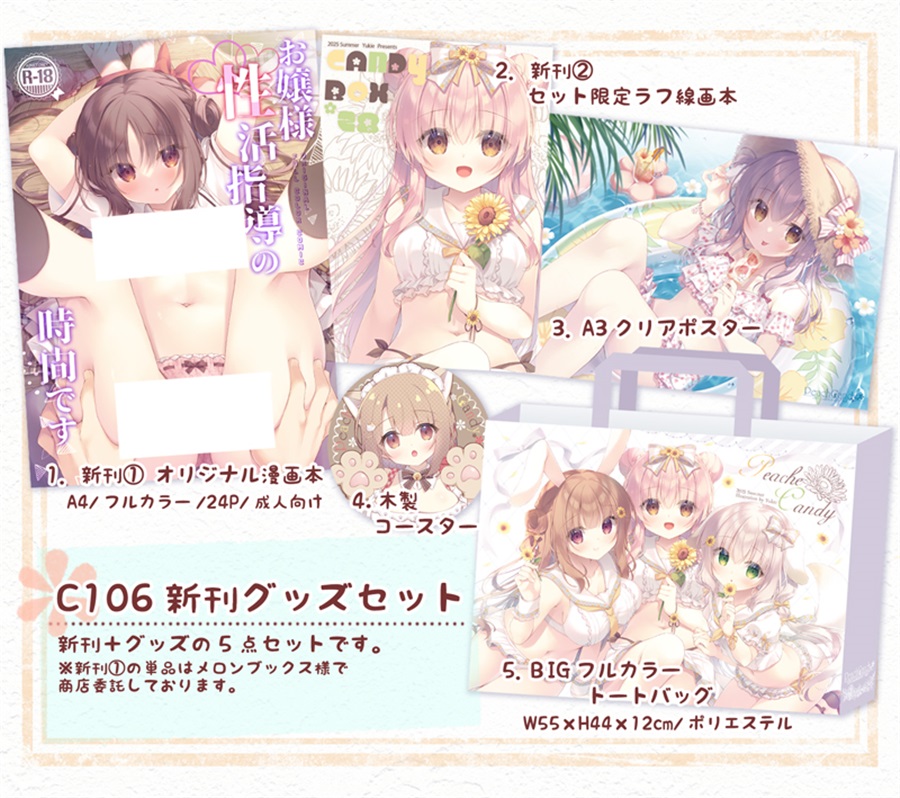 R-18
お嬢様
性活指導の
時間です
2025 Summer Yukie Presents
CANDY
BOX
20
2. 新刊②
セット限定ラフ線画本
3. A3クリアポスター
1. 新刊① オリジナル漫画本
A4/フルカラー/24P/成人向け
4. 木製
コースター
Peache
Candy
C106 新刊グッズセット
新刊＋グッズの5点セットです。
※新刊①の単品はメロンブックス様で
商店委託しております。
5. BIGフルカラー
トートバッグ
W55×H44×12cm/ポリエステル